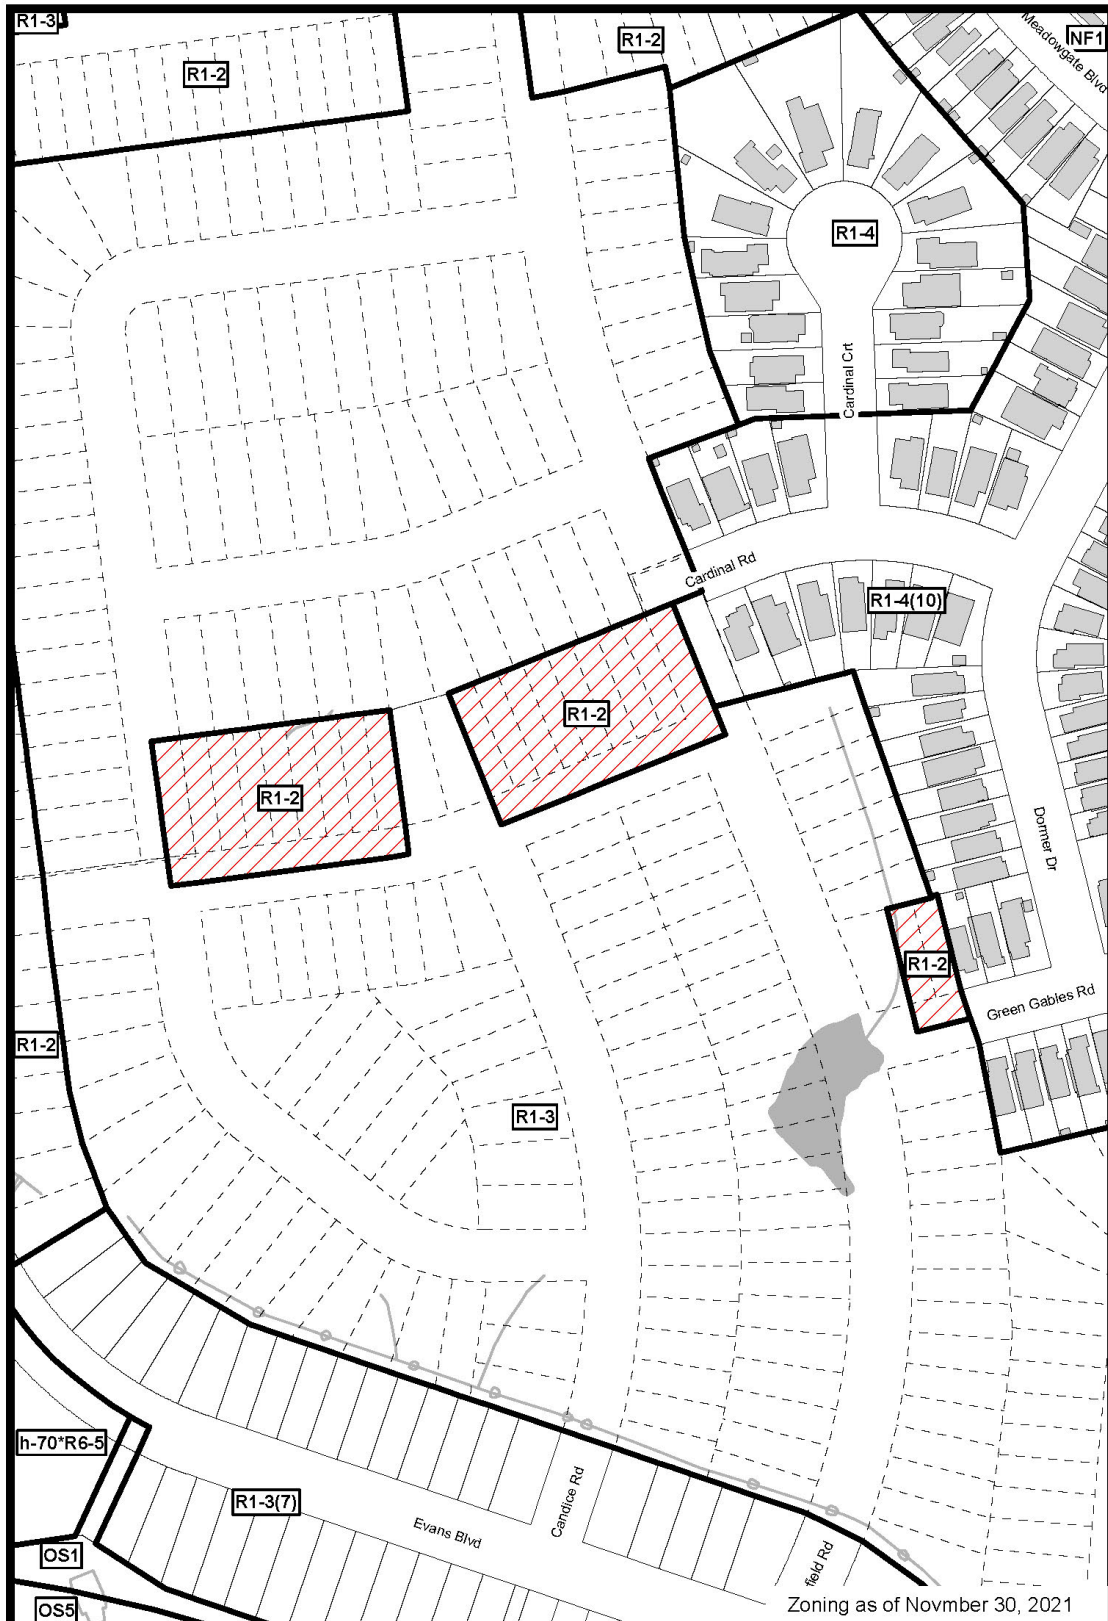 R1-3
R1-2
R1-2
Meadowgate Blvd
NF1
R1-4
Cardinal Crt
Cardinal Rd
R1-4(10)
R1-2
R1-2
Dormer Dr
R1-2
Green Gables Rd
R1-2
R1-3
h-70*R6-5
R1-3(7)
Evans Blvd
Candice Rd
field Rd
OS1
OS5
Zoning as of Novmber 30, 2021